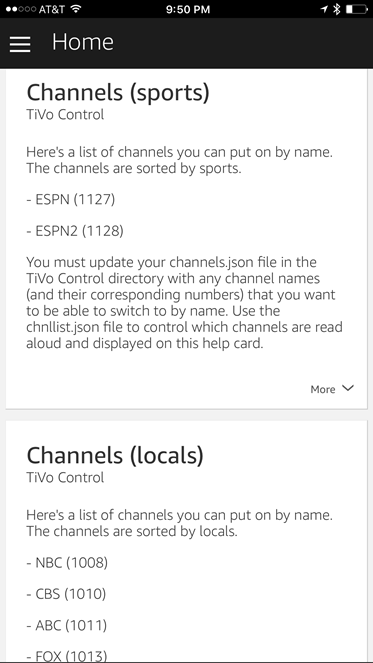 AT&T 9:50 PM
Home
Channels (sports)
TiVo Control
Here's a list of channels you can put on by name.
The channels are sorted by sports.
- ESPN (1127)
- ESPN2 (1128)
You must update your channels.json file in the
TiVo Control directory with any channel names
(and their corresponding numbers) that you want
to be able to switch to by name. Use the
chnllist.json file to control which channels are read
aloud and displayed on this help card.
More
Channels (locals)
TiVo Control
Here's a list of channels you can put on by name.
The channels are sorted by locals.
- NBC (1008)
- CBS (1010)
- ABC (1011)
- FOX (1013)